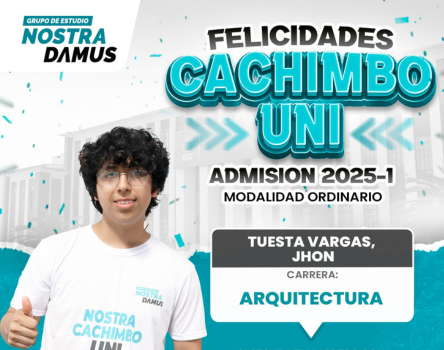 GRUPO DE ESTUDIO
NOSTRA
DAMUS
FELICIDADES
CACHIMBO
UNI
ADMISION 2025-1
MODALIDAD ORDINARIO
TUESTA VARGAS,
JHON
CARRERA:
ARQUITECTURA
NOSTRA
DAMUS
NOSTRA
CACHIMBO
UNI